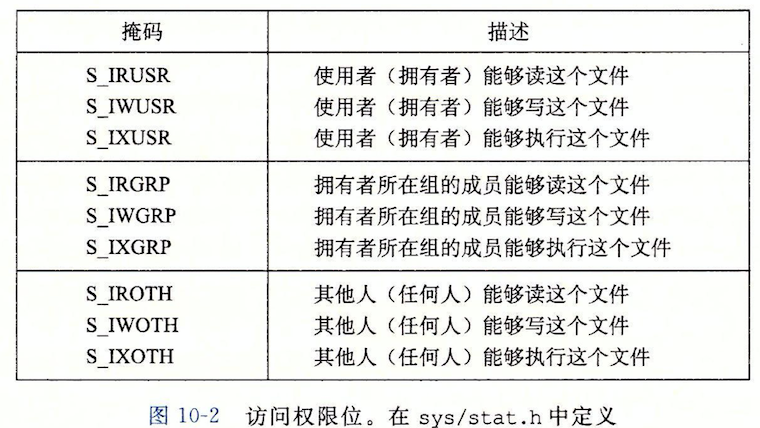 掩码 描述
S_IRUSR 使用者（拥有者）能够读这个文件
S_IWUSR 使用者（拥有者）能够写这个文件
S_IXUSR 使用者（拥有者）能够执行这个文件
S_IRGRP 拥有者所在组的成员能够读这个文件
S_IWGRP 拥有者所在组的成员能够写这个文件
S_IXGRP 拥有者所在组的成员能够执行这个文件
S_IROTH 其他人（任何人）能够读这个文件
S_IWOTH 其他人（任何人）能够写这个文件
S_IXOTH 其他人（任何人）能够执行这个文件
图 10-2 访问权限位。在 sys/stat.h 中定义